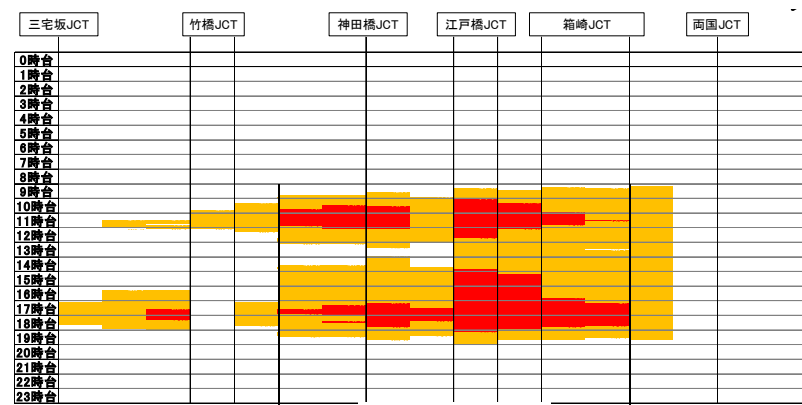 三宅坂JCT 竹橋JCT 神田橋JCT 江戸橋JCT 箱崎JCT 両国JCT
0時台
1時台
2時台
3時台
4時台
5時台
6時台
7時台
8時台
9時台
10時台
11時台
12時台
13時台
14時台
15時台
16時台
17時台
18時台
19時台
20時台
21時台
22時台
23時台